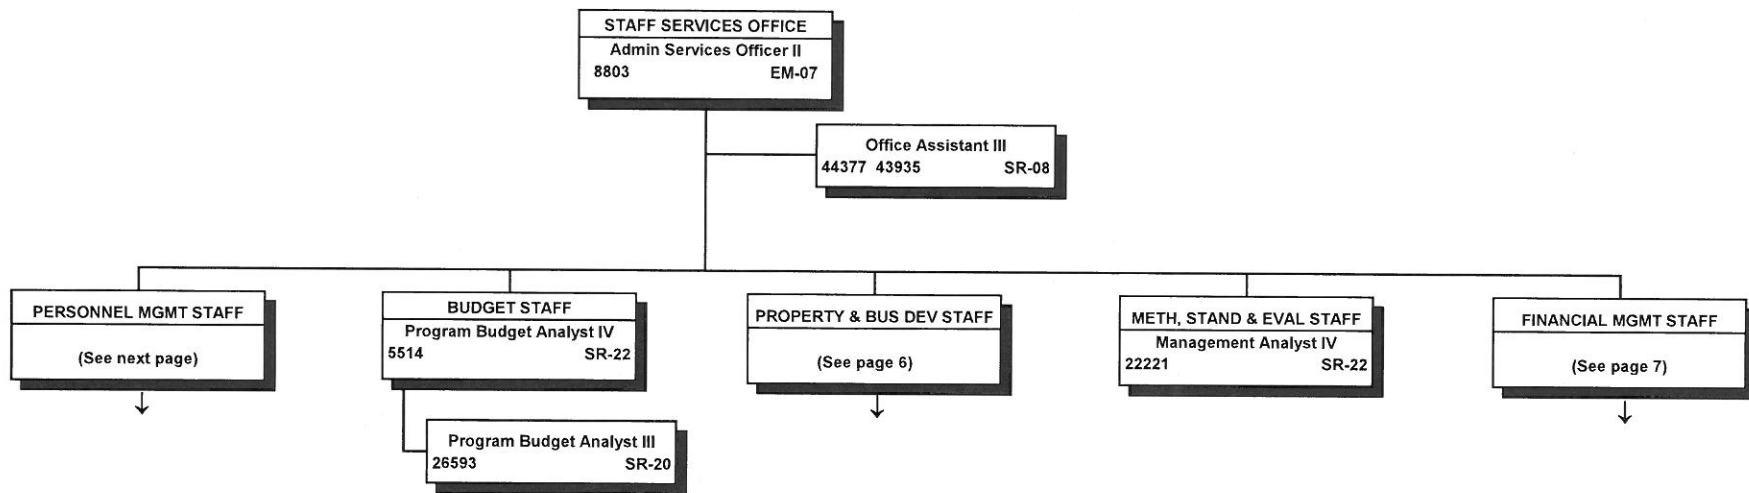 STAFF SERVICES OFFICE
Admin Services Officer II
8803 EM-07
Office Assistant III
44377 43935 SR-08
PERSONNEL MGMT STAFF
(See next page)
BUDGET STAFF
Program Budget Analyst IV
5514 SR-22
Program Budget Analyst III
26593 SR-20
PROPERTY & BUS DEV STAFF
(See page 6)
METH, STAND & EVAL STAFF
Management Analyst IV
22221 SR-22
FINANCIAL MGMT STAFF
(See page 7)